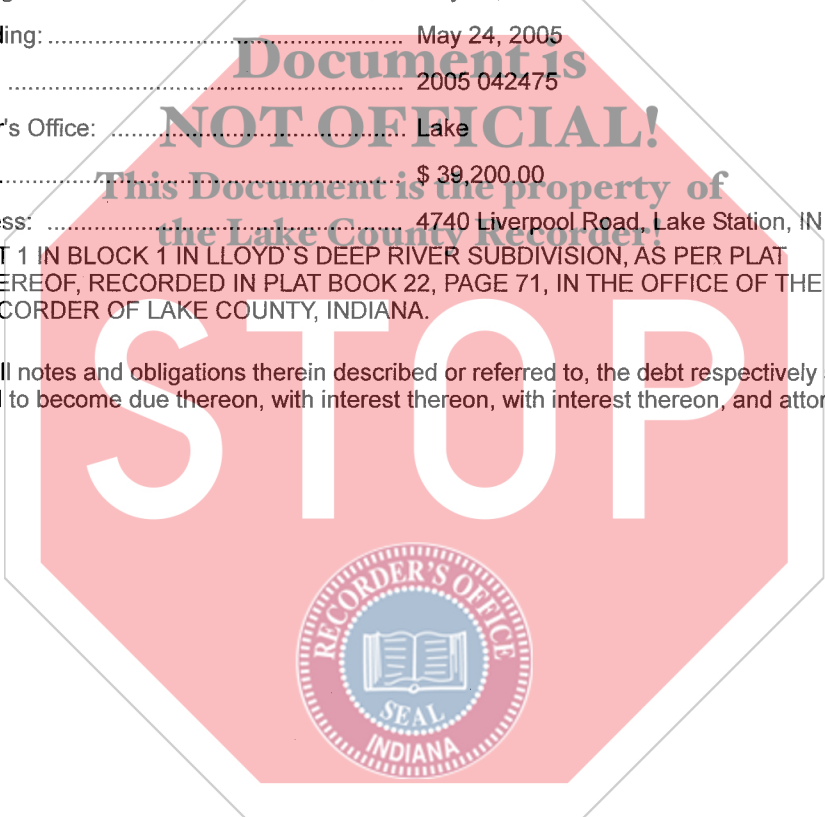 ding: ........................................................ May 24, 2005
Document is
................................................................ 2005 042475
r's Office: .............................................. Lake
NOT OFFICIAL!
................................................................ $ 39,200.00
This Document is the property of
ess: ........................................................ 4740 Liverpool Road, Lake Station, IN
the Lake County Recorder!
T 1 IN BLOCK 1 IN LLOYD`S DEEP RIVER SUBDIVISION, AS PER PLAT
EREOF, RECORDED IN PLAT BOOK 22, PAGE 71, IN THE OFFICE OF THE
CORDER OF LAKE COUNTY, INDIANA.
ll notes and obligations therein described or referred to, the debt respectively
to become due thereon, with interest thereon, with interest thereon, and attor
STOP
RECORDER'S OFFICE
SEAL
INDIANA